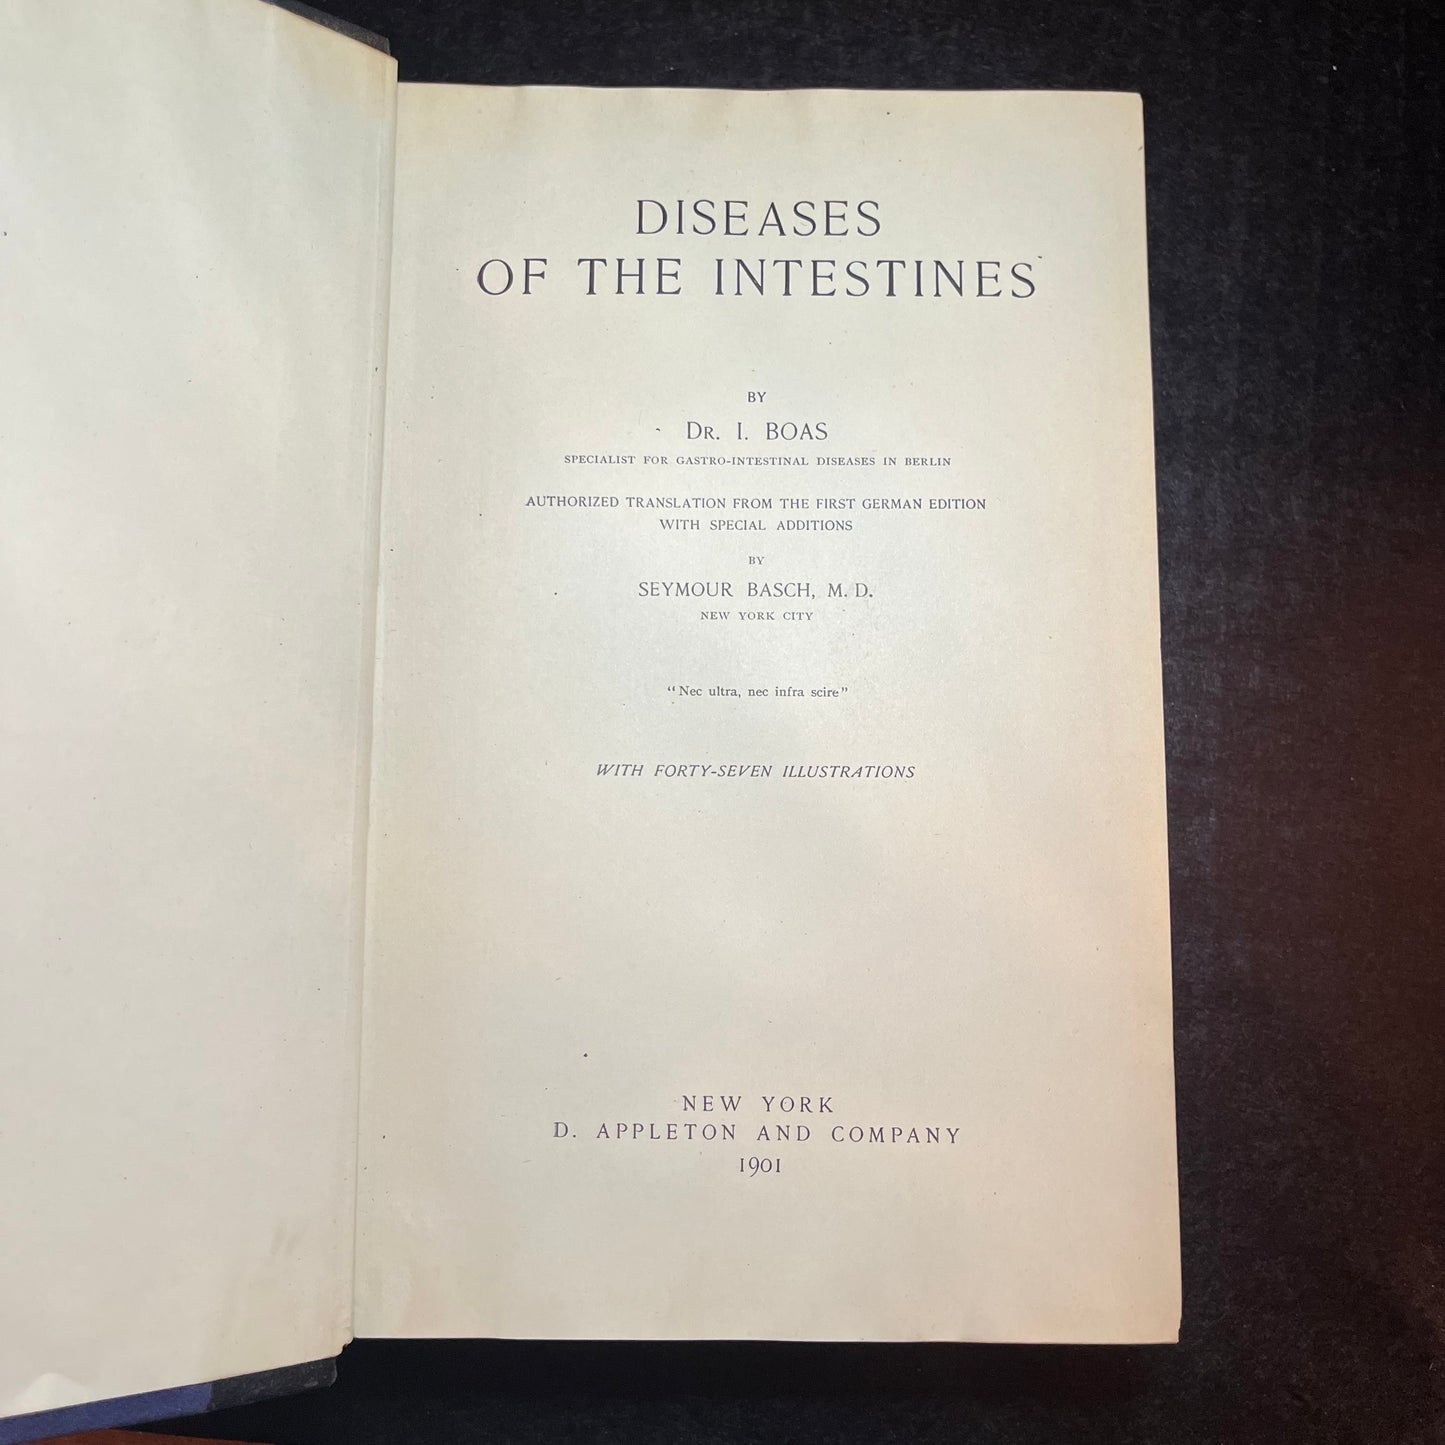 DISEASES
OF THE INTESTINES
BY
DR. I. BOAS
SPECIALIST FOR GASTRO-INTESTINAL DISEASES IN BERLIN
AUTHORIZED TRANSLATION FROM THE FIRST GERMAN EDITION
WITH SPECIAL ADDITIONS
BY
SEYMOUR BASCH, M. D.
NEW YORK CITY
"Nec ultra, nec infra scire"
WITH FORTY-SEVEN ILLUSTRATIONS
NEW YORK
D. APPLETON AND COMPANY
1901